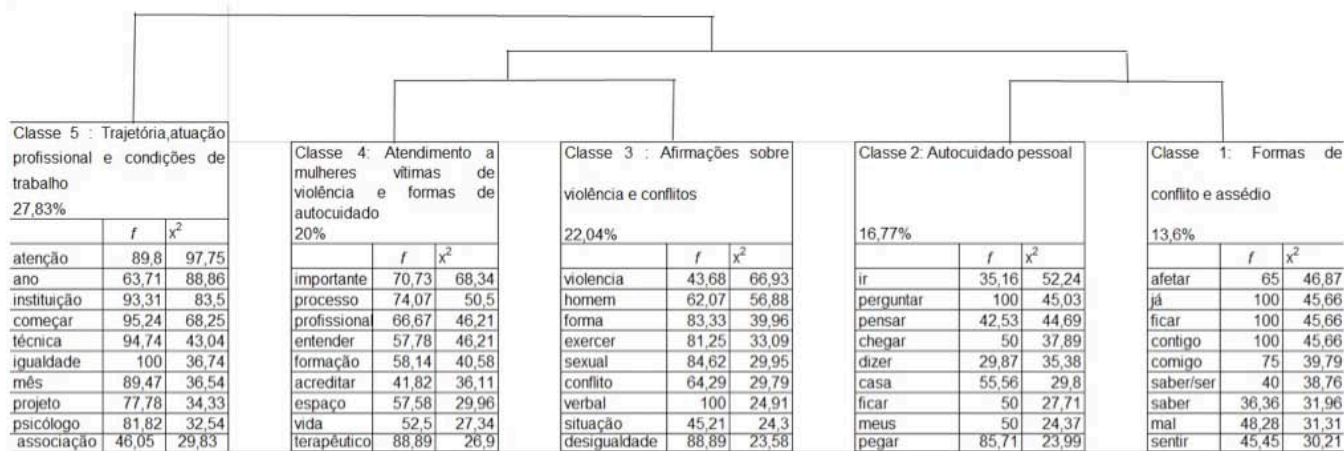 Classe 5 : Trajetória,atuação
profissional e condições de
trabalho
27,83%
f x²
atenção 89,8 97,75
ano 63,71 88,86
instituição 93,31 83,5
começar 95,24 68,25
técnica 94,74 43,04
igualdade 100 36,74
mês 89,47 36,54
projeto 77,78 34,33
psicólogo 81,82 32,54
associação 46,05 29,83
Classe 4: Atendimento a
mulheres vítimas de
violência e formas de
autocuidado
20%
f x²
importante 70,73 68,34
processo 74,07 50,5
profissional 66,67 46,21
entender 57,78 46,21
formação 58,14 40,58
acreditar 41,82 36,11
espaço 57,58 29,96
vida 52,5 27,34
terapêutico 88,89 26,9
Classe 3 : Afirmações sobre
violência e conflitos
22,04%
f x²
violencia 43,68 66,93
homem 62,07 56,88
forma 83,33 39,96
exercer 81,25 33,09
sexual 84,62 29,95
conflito 64,29 29,79
verbal 100 24,91
situação 45,21 24,3
desigualdade 88,89 23,58
Classe 2: Autocuidado pessoal
16,77%
f x²
ir 35,16 52,24
perguntar 100 45,03
pensar 42,53 44,69
chegar 50 37,89
dizer 29,87 35,38
casa 55,56 29,8
ficar 50 27,71
meus 50 24,37
pegar 85,71 23,99
Classe 1: Formas de
conflito e assédio
13,6%
f x²
afetar 65 46,87
já 100 45,66
ficar 100 45,66
contigo 100 45,66
comigo 75 39,79
saber/ser 40 38,76
saber 36,36 31,96
mal 48,28 31,31
sentir 45,45 30,21